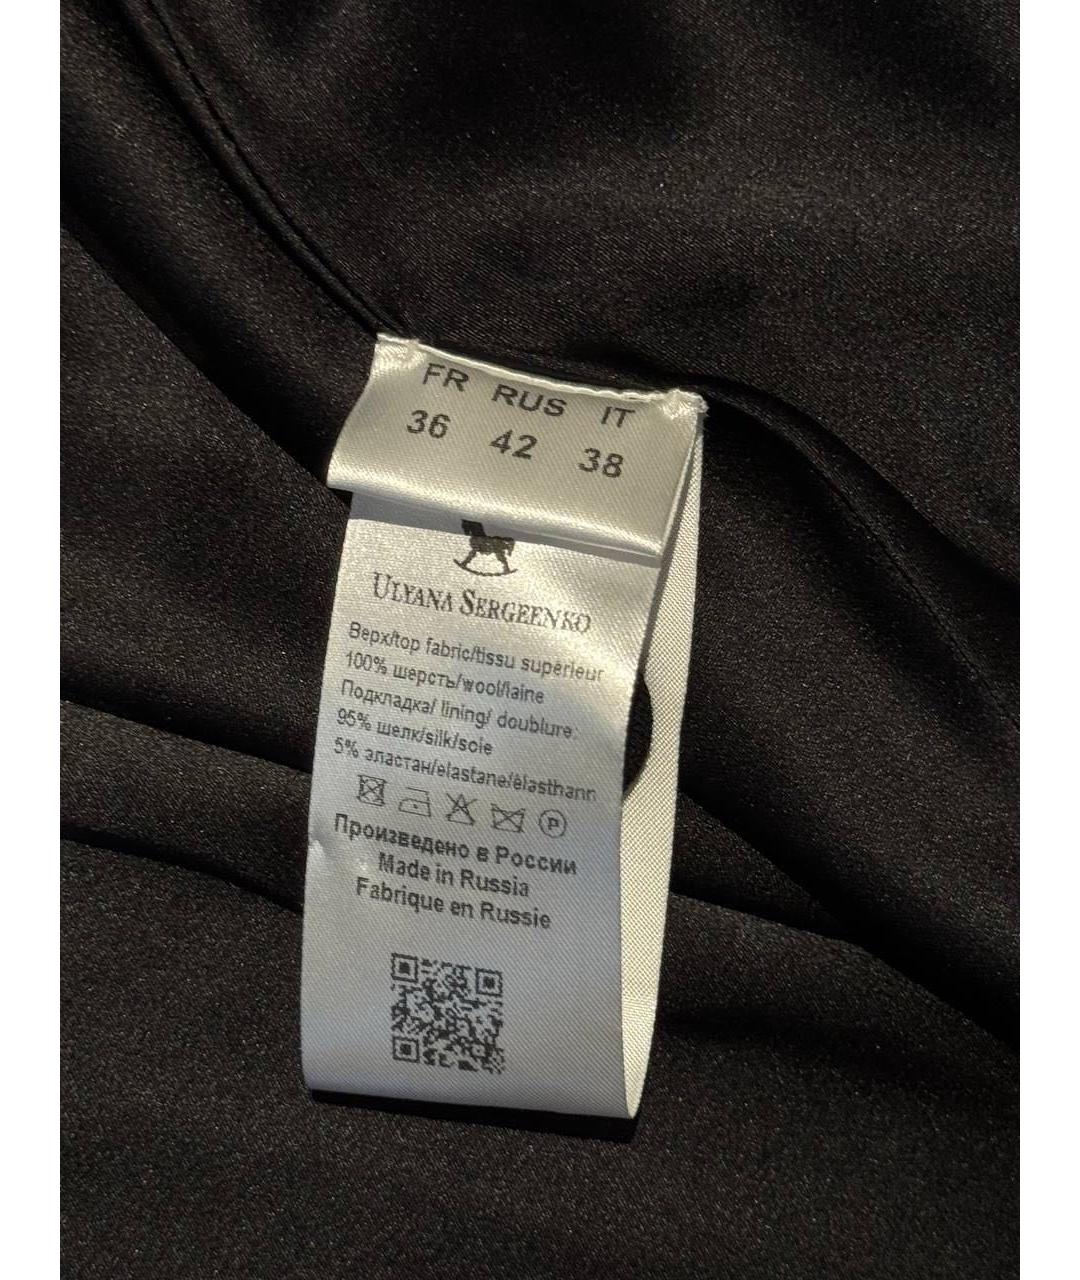 FR RUS IT
36 42 38
ULYANA SERGEENKO
Верх/top fabric/tissu supérieur
100% шерсть/wool/laine
Подкладка/ lining/ doublure:
95% шелк/silk/soie
5% эластан/elastane/élasthann
P
Произведено в России
Made in Russia
Fabrique en Russie